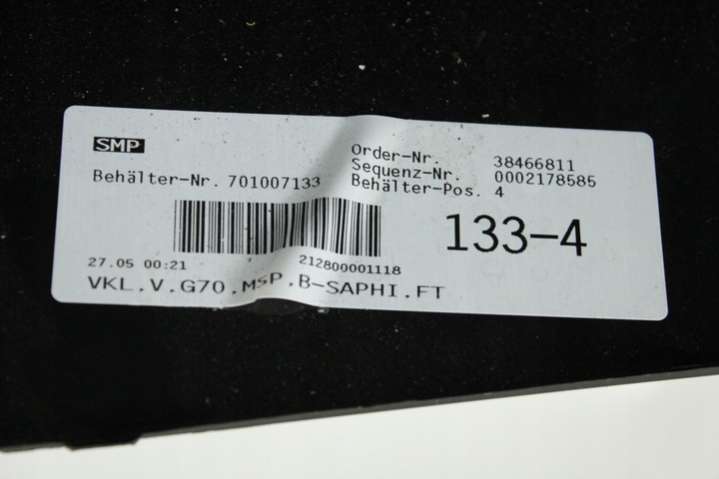 SMP
Order-Nr. 38466811
Sequenz-Nr. 0002178585
Behälter-Nr. 701007133 Behälter-Pos. 4
133-4
27.05 00:21 212800001118
VKL.V.G70.MSP.B-SAPHI.FT